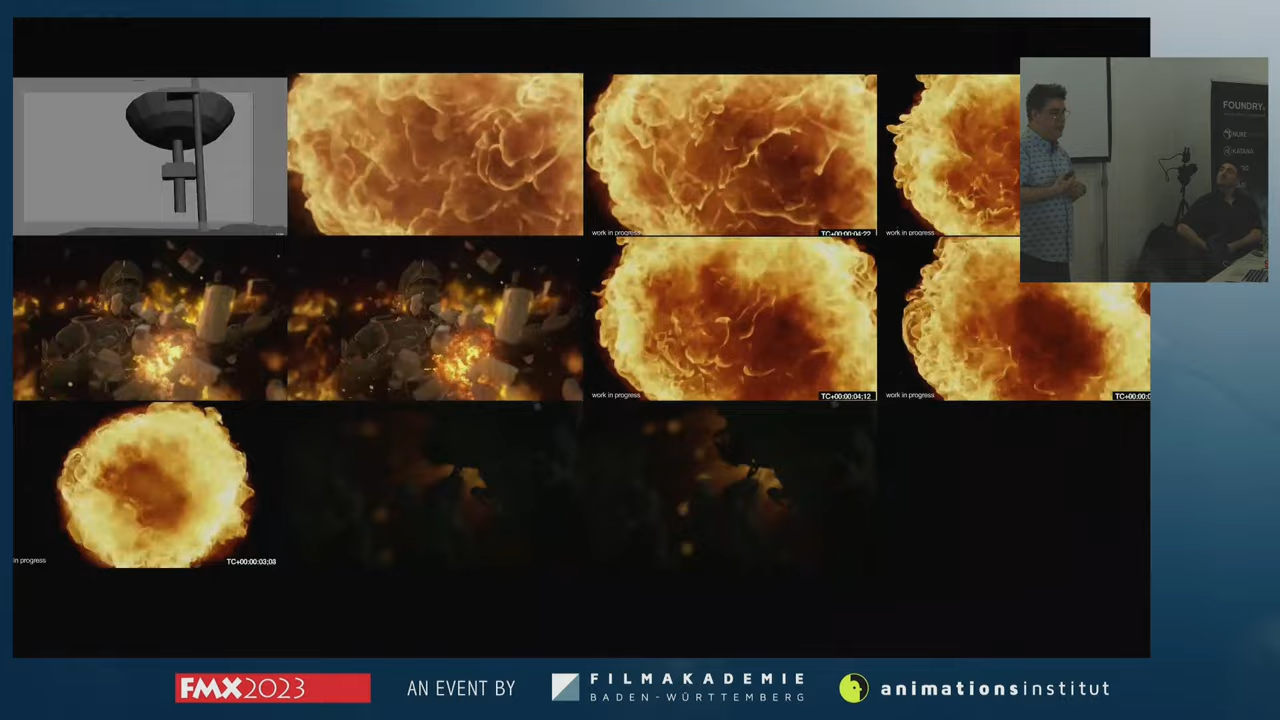 FOUNDRY.
NUKE
KATANA
work in progress
TC+00:00:04;22
work in progress
work in progress
TC+00:00:04;12
work in progress
in progress
TC+00:00:03;03
FMX2023
AN EVENT BY
FILMAKADEMIE
BADEN-WÜRTTEMBERG
animationsinstitut